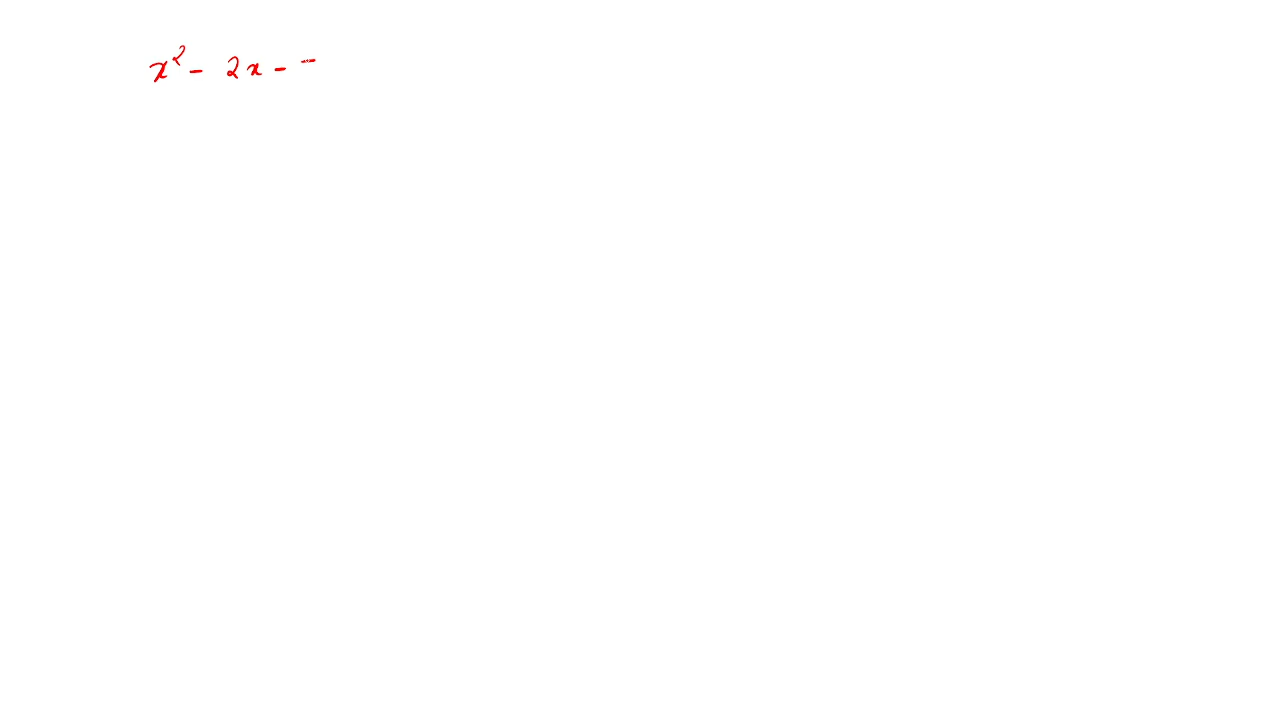 x² - 2x -